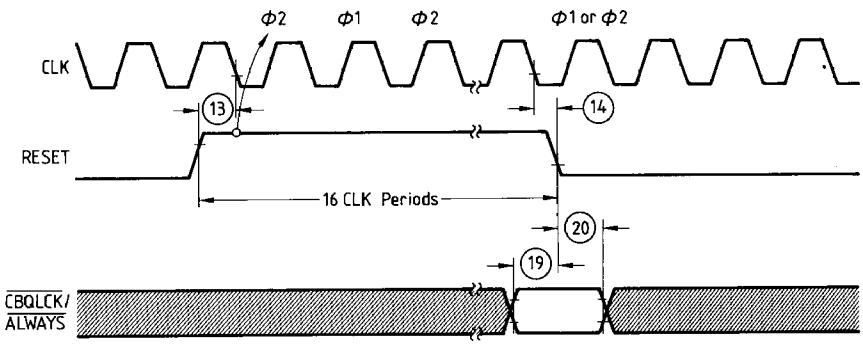 Φ2 Φ1 Φ2 Φ1 or Φ2
CLK
13 14
RESET
16 CLK Periods
20
19
CBQLCK/
ALWAYS